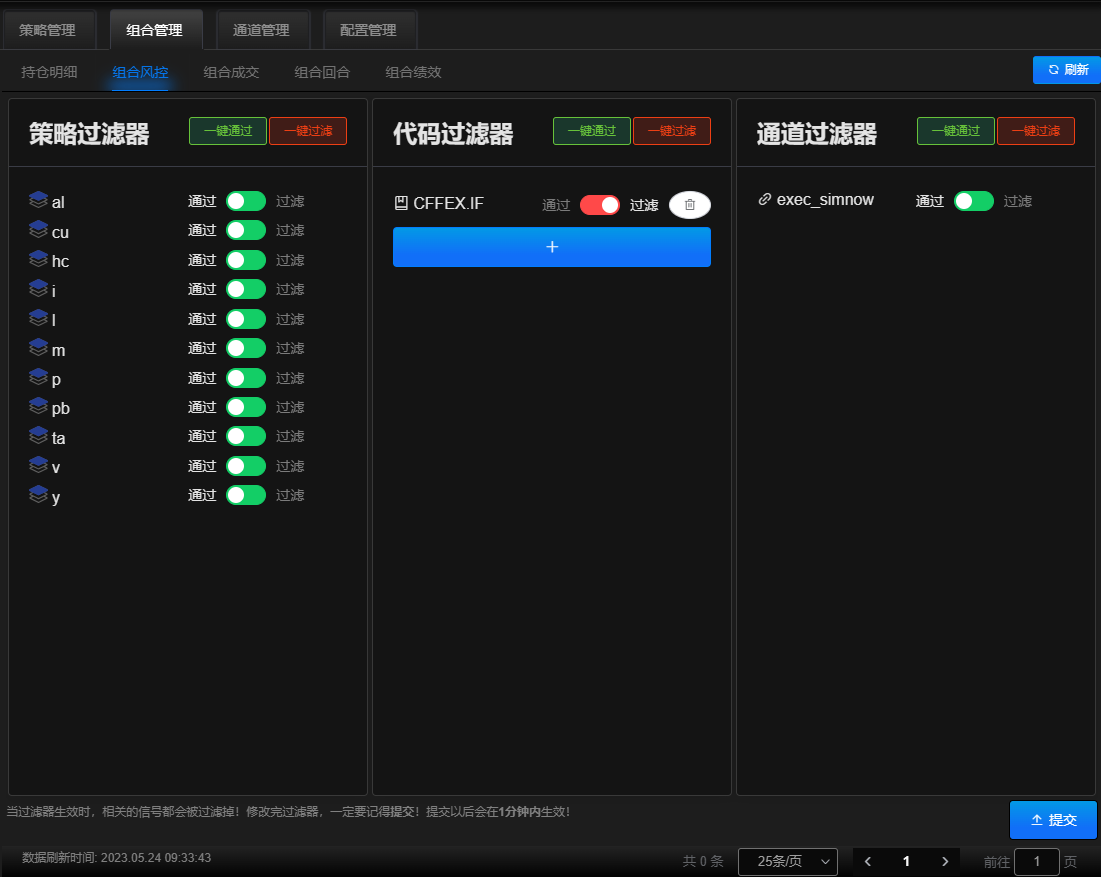 策略管理 组合管理 通道管理 配置管理
持仓明细 组合风控 组合成交 组合回合 组合绩效 刷新
策略过滤器 一键通过 一键过滤
al 通过 过滤
cu 通过 过滤
hc 通过 过滤
i 通过 过滤
l 通过 过滤
m 通过 过滤
p 通过 过滤
pb 通过 过滤
ta 通过 过滤
v 通过 过滤
y 通过 过滤
代码过滤器 一键通过 一键过滤
CFFEX.IF 通过 过滤
+
通道过滤器 一键通过 一键过滤
exec_simnow 通过 过滤
当过滤器生效时，相关的信号都会被过滤掉！修改完过滤器，一定要记得提交！提交以后会在1分钟内生效！
提交
数据刷新时间: 2023.05.24 09:33:43
共 0 条 25条/页 1 前往 1 页